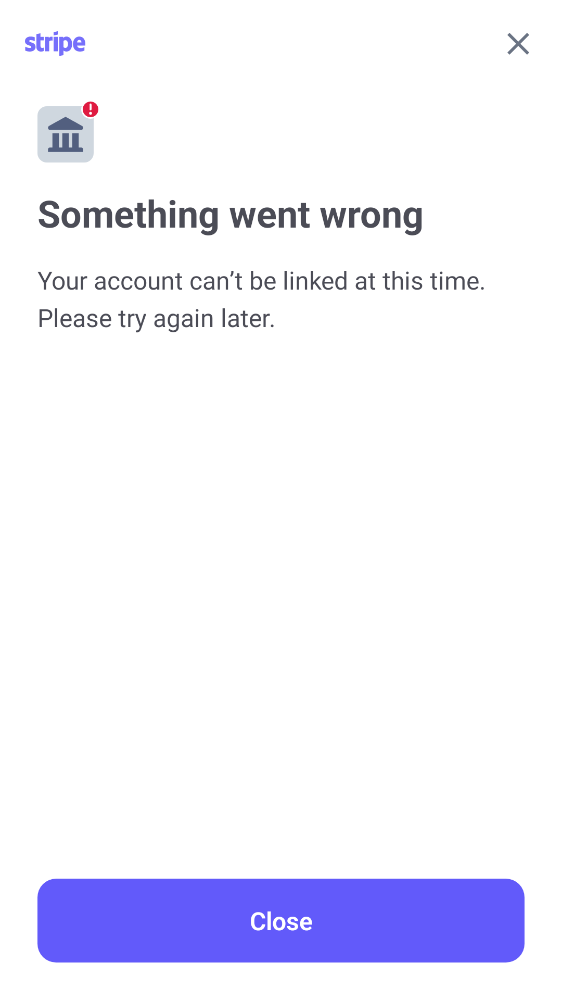 stripe
Something went wrong
Your account can’t be linked at this time.
Please try again later.
Close